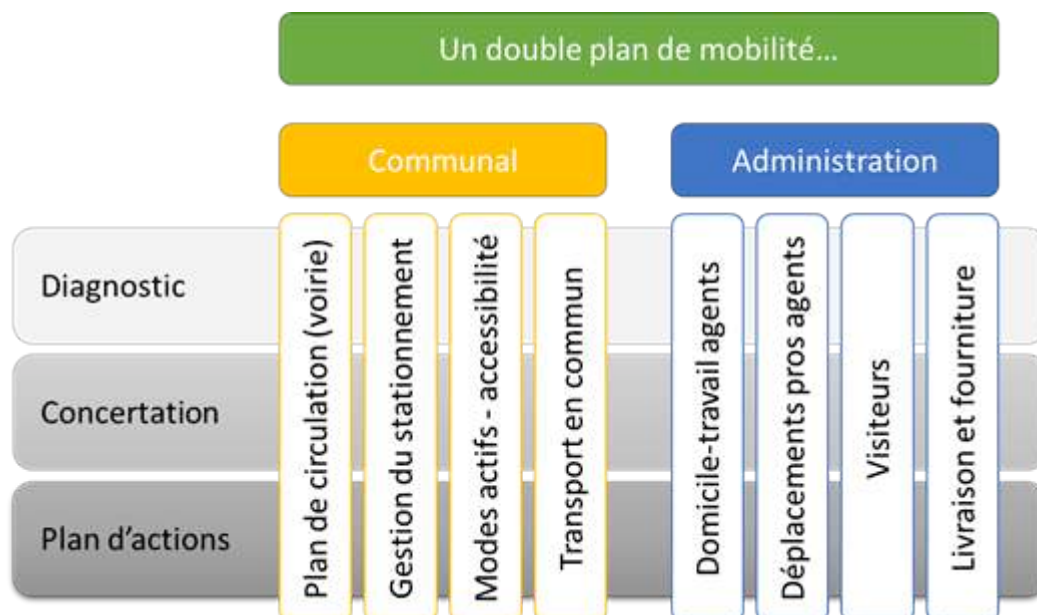 Un double plan de mobilité...
Communal
Administration
Diagnostic
Concertation
Plan d'actions
Plan de circulation (voirie)
Gestion du stationnement
Modes actifs - accessibilité
Transport en commun
Domicile-travail agents
Déplacements pros agents
Visiteurs
Livraison et fourniture